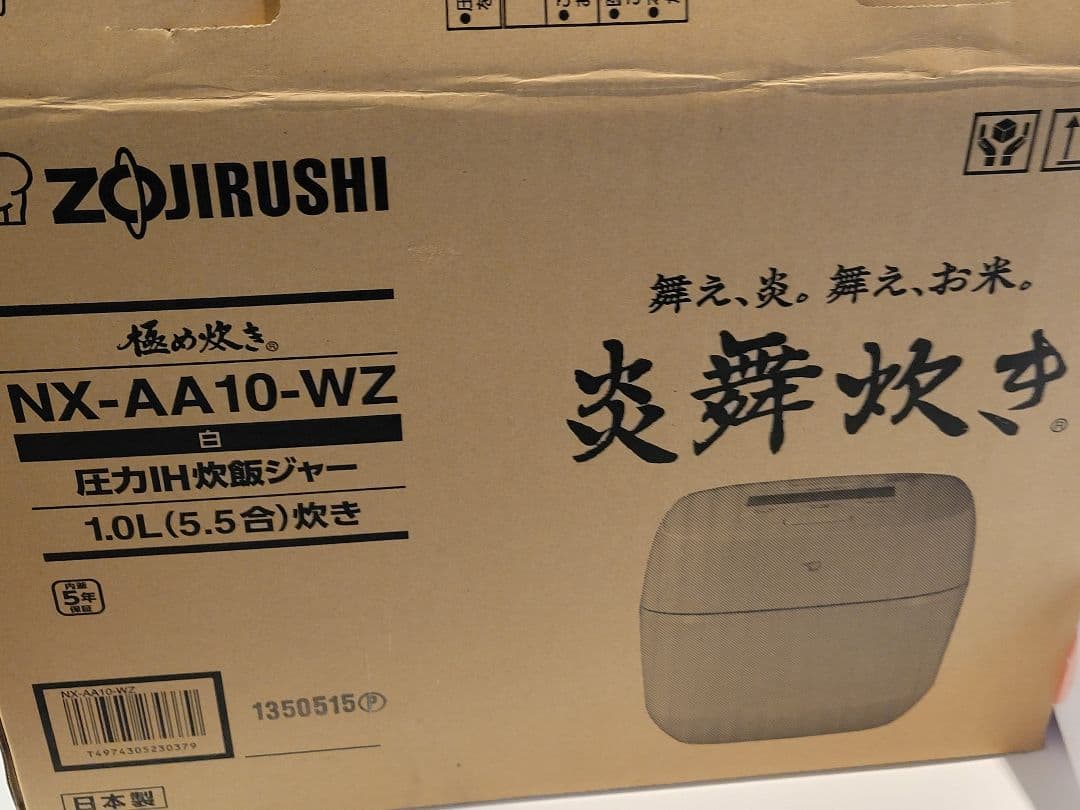 ZOJIRUSHI
極め炊き®
NX-AA10-WZ
白
圧力IH炊飯ジャー
1.0L(5.5合)炊き
内釜
5年
保証
NX-AA10-WZ
T4974305230379
1350515Ⓟ
日本製
舞え、炎。舞え、お米。
炎舞炊き®